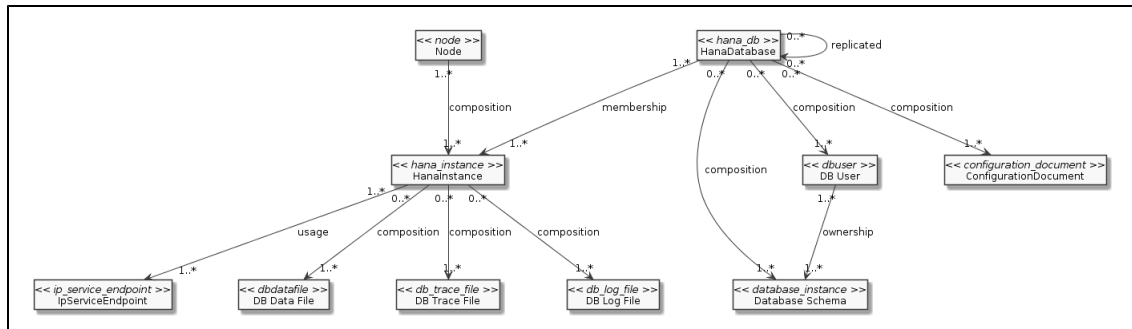 << node >>
Node
<< hana_db >>
HanaDatabase
0..*
replicated
0..*
1..*
1..*
0..*
0..*
0..*
composition
membership
composition
composition
1..*
1..*
1..*
1..*
<< hana_instance >>
HanaInstance
<< dbuser >>
DB User
<< configuration_document >>
ConfigurationDocument
composition
1..*
0..*
0..*
0..*
1..*
usage
composition
composition
composition
ownership
1..*
1..*
1..*
1..*
1..*
1..*
<< ip_service_endpoint >>
IpServiceEndpoint
<< dbdatafile >>
DB Data File
<< db_trace_file >>
DB Trace File
<< db_log_file >>
DB Log File
<< database_instance >>
Database Schema